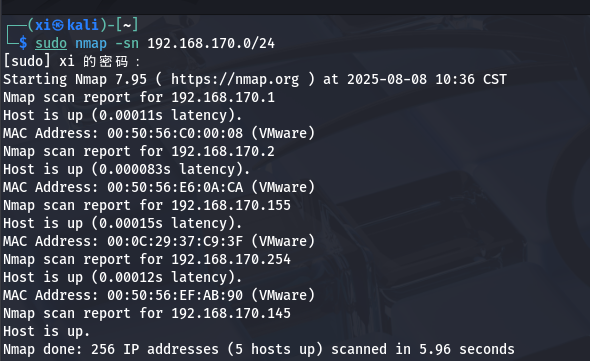 ┌──(xi㉿kali)-[~]
└─$ sudo nmap -sn 192.168.170.0/24
[sudo] xi 的密码：
Starting Nmap 7.95 ( https://nmap.org ) at 2025-08-08 10:36 CST
Nmap scan report for 192.168.170.1
Host is up (0.00011s latency).
MAC Address: 00:50:56:C0:00:08 (VMware)
Nmap scan report for 192.168.170.2
Host is up (0.000083s latency).
MAC Address: 00:50:56:E6:0A:CA (VMware)
Nmap scan report for 192.168.170.155
Host is up (0.00015s latency).
MAC Address: 00:0C:29:37:C9:3F (VMware)
Nmap scan report for 192.168.170.254
Host is up (0.00012s latency).
MAC Address: 00:50:56:EF:AB:90 (VMware)
Nmap scan report for 192.168.170.145
Host is up.
Nmap done: 256 IP addresses (5 hosts up) scanned in 5.96 seconds